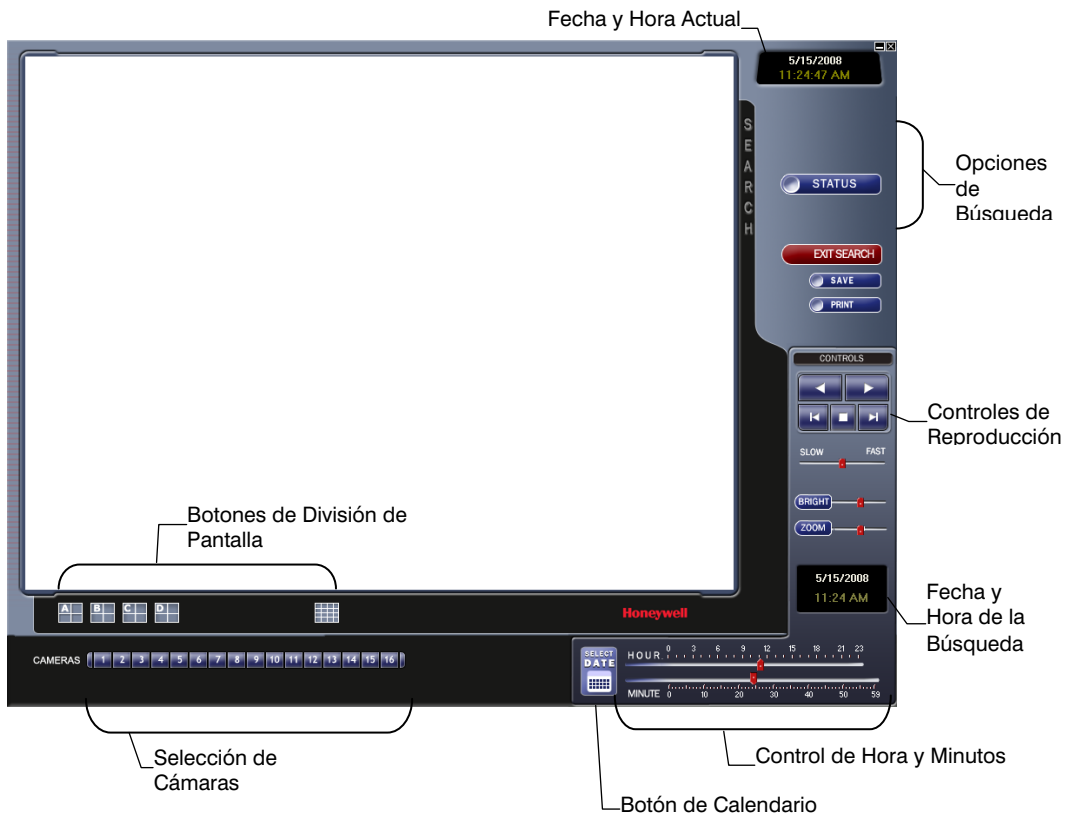 Fecha y Hora Actual
5/15/2008
11:24:47 AM
SEARCH
Opciones
de
Búsqueda
STATUS
EXIT SEARCH
SAVE
PRINT
CONTROLS
Controles de
Reproducción
SLOW FAST
BRIGHT
ZOOM
Botones de División de
Pantalla
5/15/2008
11:24 AM
Fecha y
Hora de la
Búsqueda
A B C D
Honeywell
CAMERAS 1 2 3 4 5 6 7 8 9 10 11 12 13 14 15 16
SELECT
DATE
HOUR 0 3 6 9 12 15 18 21 23
MINUTE 0 10 20 30 40 50 59
Selección de
Cámaras
Control de Hora y Minutos
Botón de Calendario